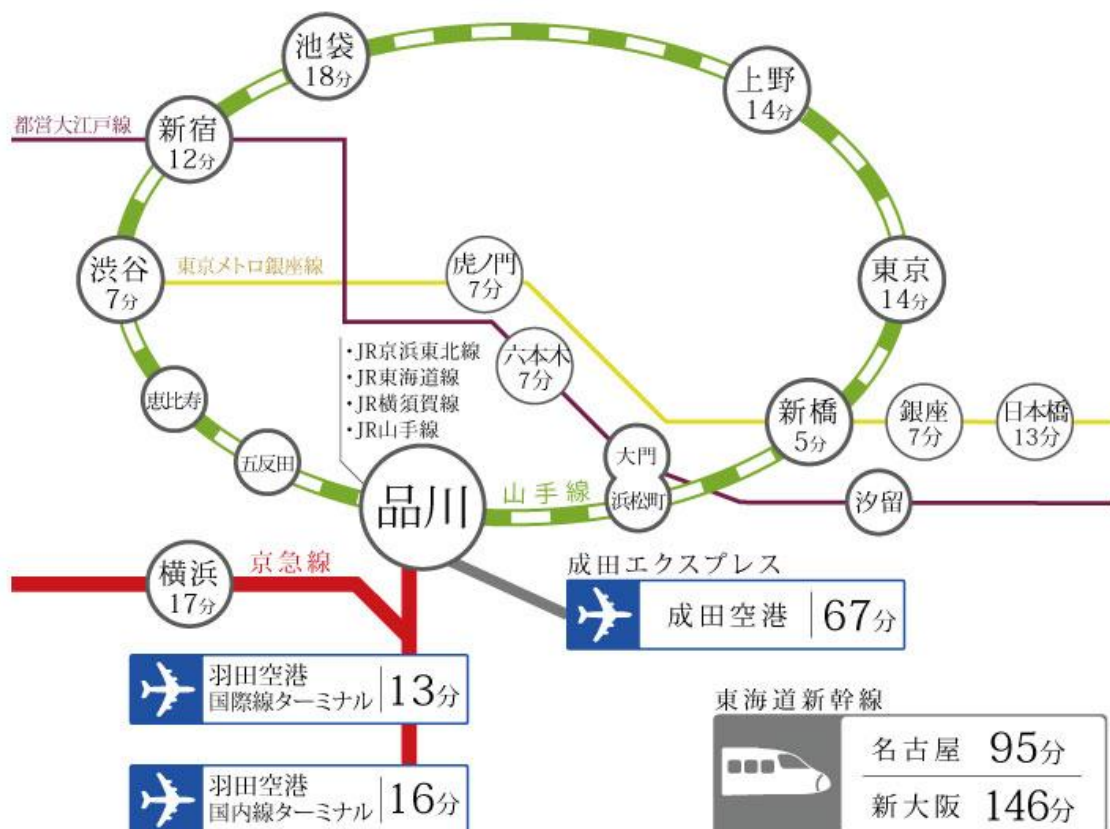 池袋
18分
上野
14分
都営大江戸線
新宿
12分
渋谷
7分
東京メトロ銀座線
虎ノ門
7分
東京
14分
・JR京浜東北線
・JR東海道線
・JR横須賀線
・JR山手線
六本木
7分
恵比寿
新橋
5分
銀座
7分
日本橋
13分
五反田
大門
浜松町
品川
山手線
汐留
横浜
17分
京急線
成田エクスプレス
成田空港 67分
羽田空港
国際線ターミナル 13分
羽田空港
国内線ターミナル 16分
東海道新幹線
名古屋 95分
新大阪 146分